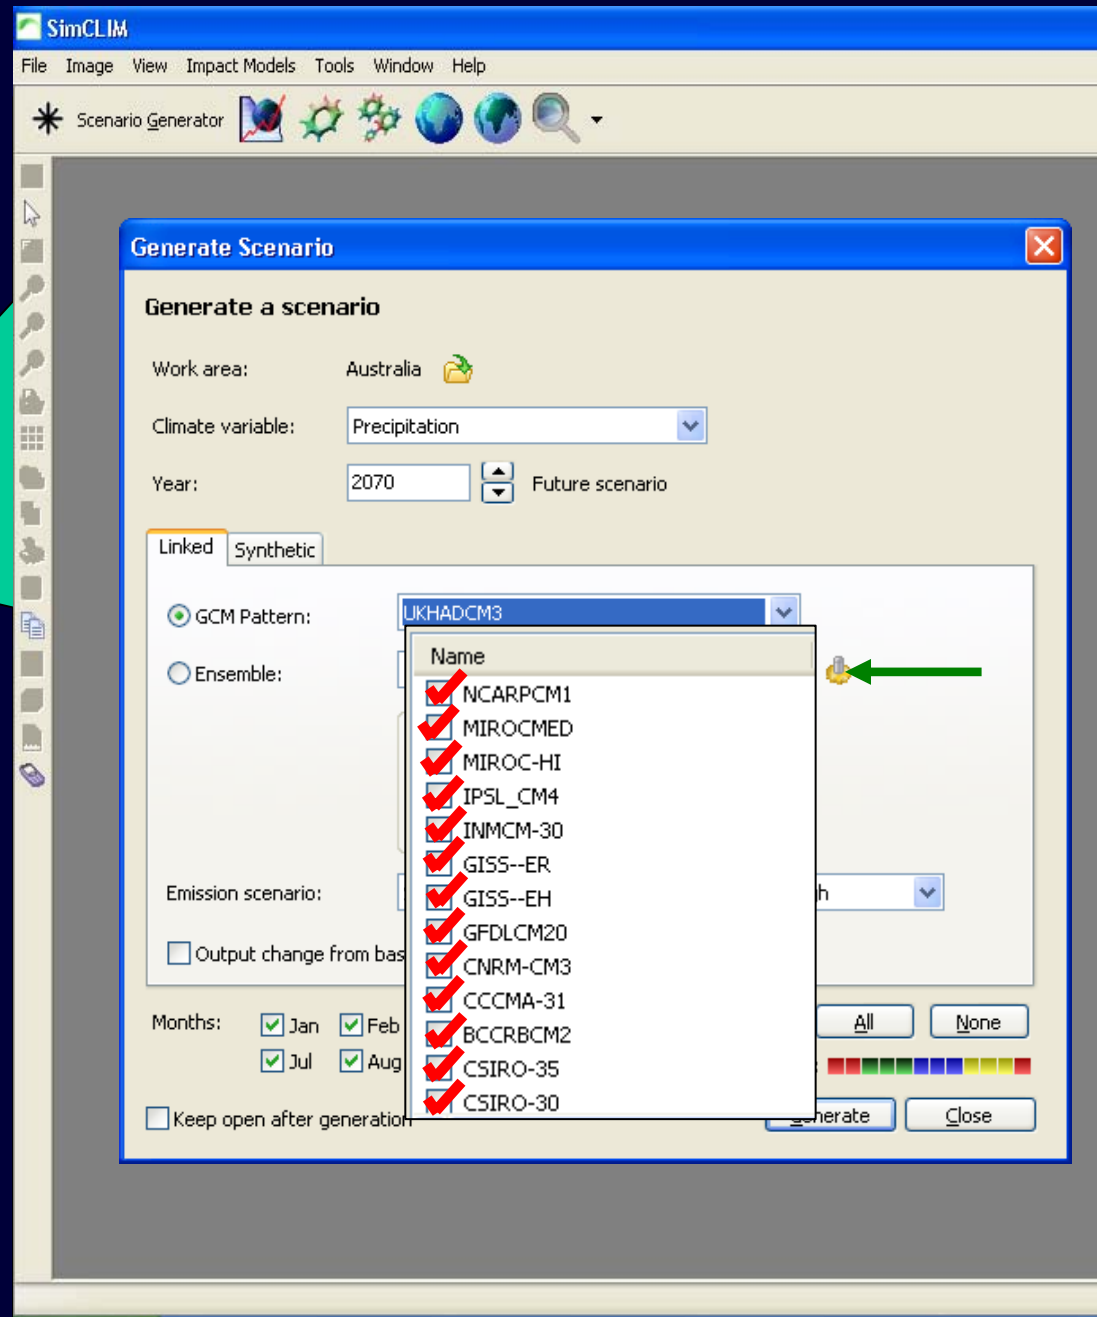 SimCLIM
File Image View Impact Models Tools Window Help
Scenario Generator
Generate Scenario
Generate a scenario
Work area: Australia
Climate variable: Precipitation
Year: 2070 Future scenario
Linked Synthetic
GCM Pattern: UKHADCM3
Ensemble:
Name
NCARPCM1
MIROCMED
MIROC-HI
IPSL_CM4
INMCM-30
GISS--ER
GISS--EH
GFDLCM20
CNRM-CM3
CCCMA-31
BCCRBCM2
CSIRO-35
CSIRO-30
Emission scenario:
Output change from bas
Months: Jan Feb All None
Jul Aug
Keep open after generation Generate Close